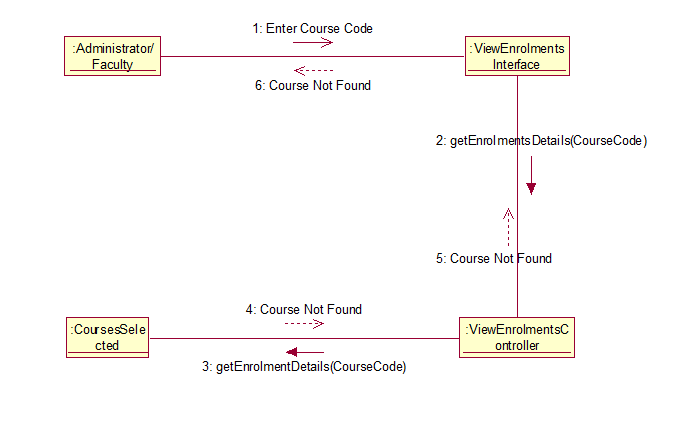 1: Enter Course Code
:Administrator/
Faculty
:ViewEnrolments
Interface
6: Course Not Found
2: getEnrolmentsDetails(CourseCode)
5: Course Not Found
4: Course Not Found
:CoursesSele
cted
:ViewEnrolmentsC
ontroller
3: getEnrolmentDetails(CourseCode)